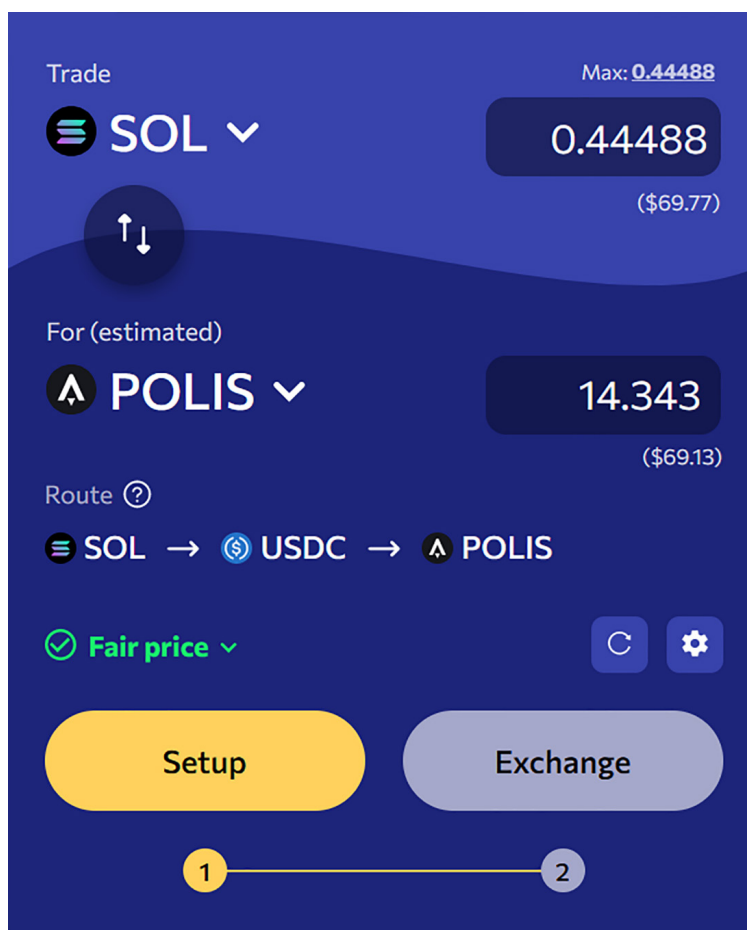 Trade Max: 0.44488
SOL 0.44488
($69.77)
For (estimated)
POLIS 14.343
($69.13)
Route ?
SOL → USDC → POLIS
Fair price
Setup Exchange
1 2